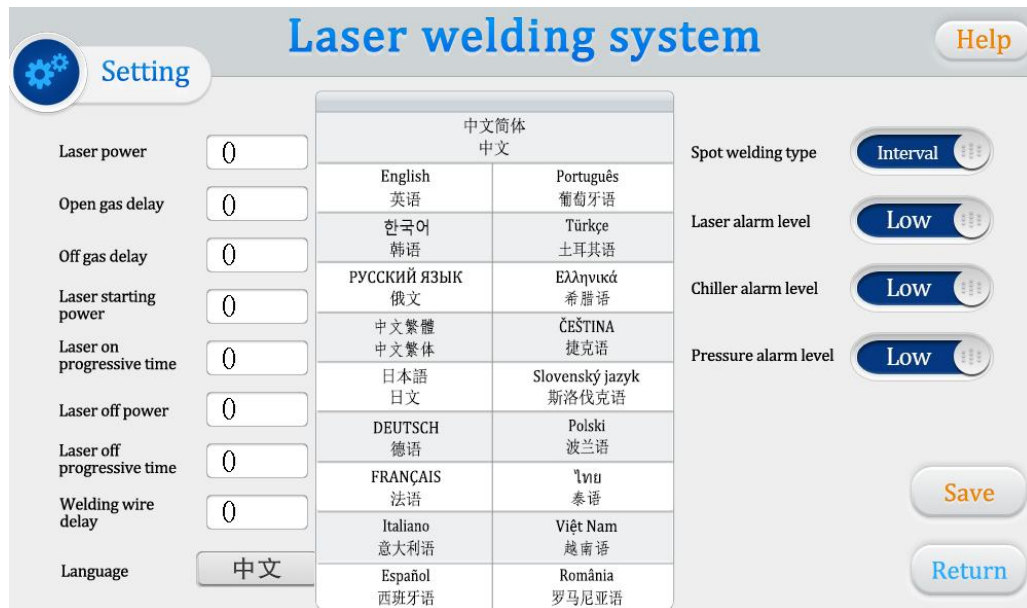 Laser welding system
Help
Setting
Laser power
0
Open gas delay
0
Off gas delay
0
Laser starting
power
0
Laser on
progressive time
0
Laser off power
0
Laser off
progressive time
0
Welding wire
delay
0
Language
中文
中文简体
中文
English
英语
Português
葡萄牙语
한국어
韩语
Türkçe
土耳其语
РУССКИЙ ЯЗЫК
俄文
Ελληνικά
希腊语
中文繁體
中文繁体
ČEŠTINA
捷克语
日本語
日文
Slovenský jazyk
斯洛伐克语
DEUTSCH
德语
Polski
波兰语
FRANÇAIS
法语
ไทย
泰语
Italiano
意大利语
Việt Nam
越南语
Español
西班牙语
România
罗马尼亚语
Spot welding type
Interval
Laser alarm level
Low
Chiller alarm level
Low
Pressure alarm level
Low
Save
Return